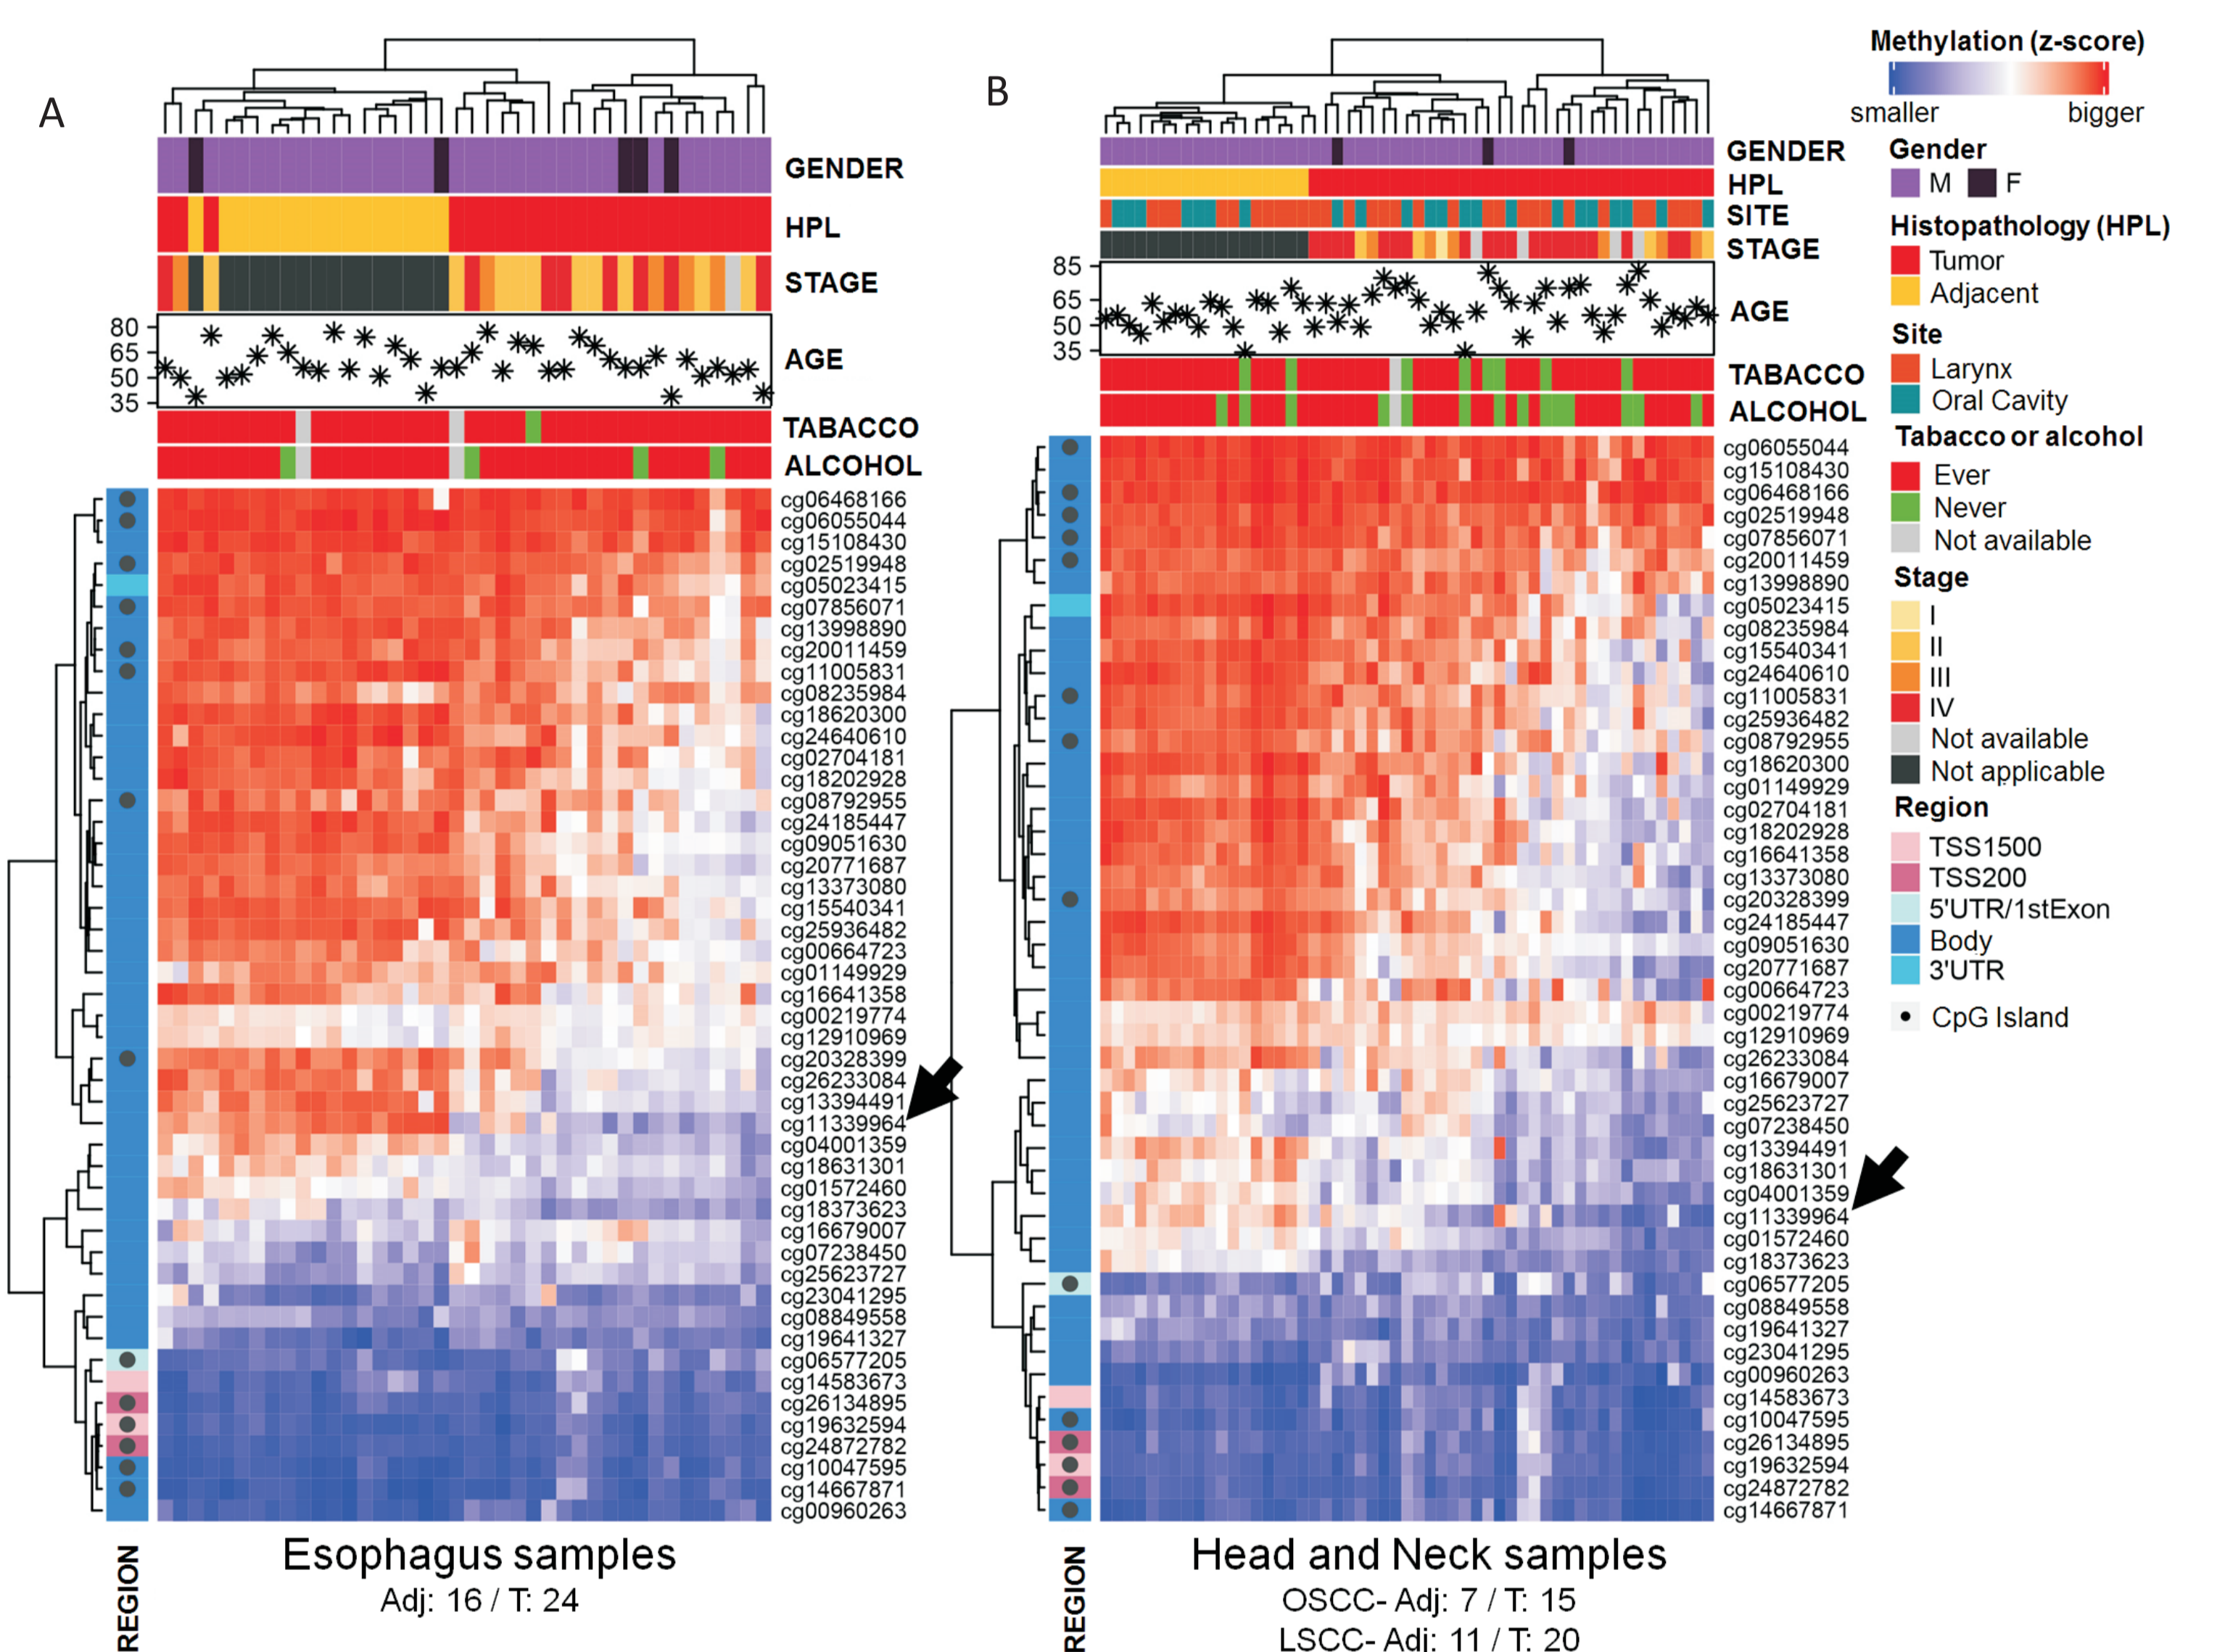 A
GENDER
HPL
STAGE
80
65
50
35
AGE
TABACCO
ALCOHOL
cg06468166
cg06055044
cg15108430
cg02519948
cg05023415
cg07856071
cg13998890
cg20011459
cg11005831
cg08235984
cg18620300
cg24640610
cg02704181
cg18202928
cg08792955
cg24185447
cg09051630
cg20771687
cg13373080
cg15540341
cg25936482
cg00664723
cg01149929
cg16641358
cg00219774
cg12910969
cg20328399
cg26233084
cg13394491
cg11339964
cg04001359
cg18631301
cg01572460
cg18373623
cg16679007
cg07238450
cg25623727
cg23041295
cg08849558
cg19641327
cg06577205
cg14583673
cg26134895
cg19632594
cg24872782
cg10047595
cg14667871
cg00960263
REGION
Esophagus samples
Adj: 16 / T: 24
B
GENDER
HPL
SITE
STAGE
85
65
50
35
AGE
TABACCO
ALCOHOL
cg06055044
cg15108430
cg06468166
cg02519948
cg07856071
cg20011459
cg13998890
cg05023415
cg08235984
cg15540341
cg24640610
cg11005831
cg25936482
cg08792955
cg18620300
cg01149929
cg02704181
cg18202928
cg16641358
cg13373080
cg20328399
cg24185447
cg09051630
cg20771687
cg00664723
cg00219774
cg12910969
cg26233084
cg16679007
cg25623727
cg07238450
cg13394491
cg18631301
cg04001359
cg11339964
cg01572460
cg18373623
cg06577205
cg08849558
cg19641327
cg23041295
cg00960263
cg14583673
cg10047595
cg26134895
cg19632594
cg24872782
cg14667871
REGION
Head and Neck samples
OSCC- Adj: 7 / T: 15
LSCC- Adj: 11 / T: 20
Methylation (z-score)
smaller bigger
Gender
M F
Histopathology (HPL)
Tumor
Adjacent
Site
Larynx
Oral Cavity
Tabacco or alcohol
Ever
Never
Not available
Stage
I
II
III
IV
Not available
Not applicable
Region
TSS1500
TSS200
5'UTR/1stExon
Body
3'UTR
CpG Island